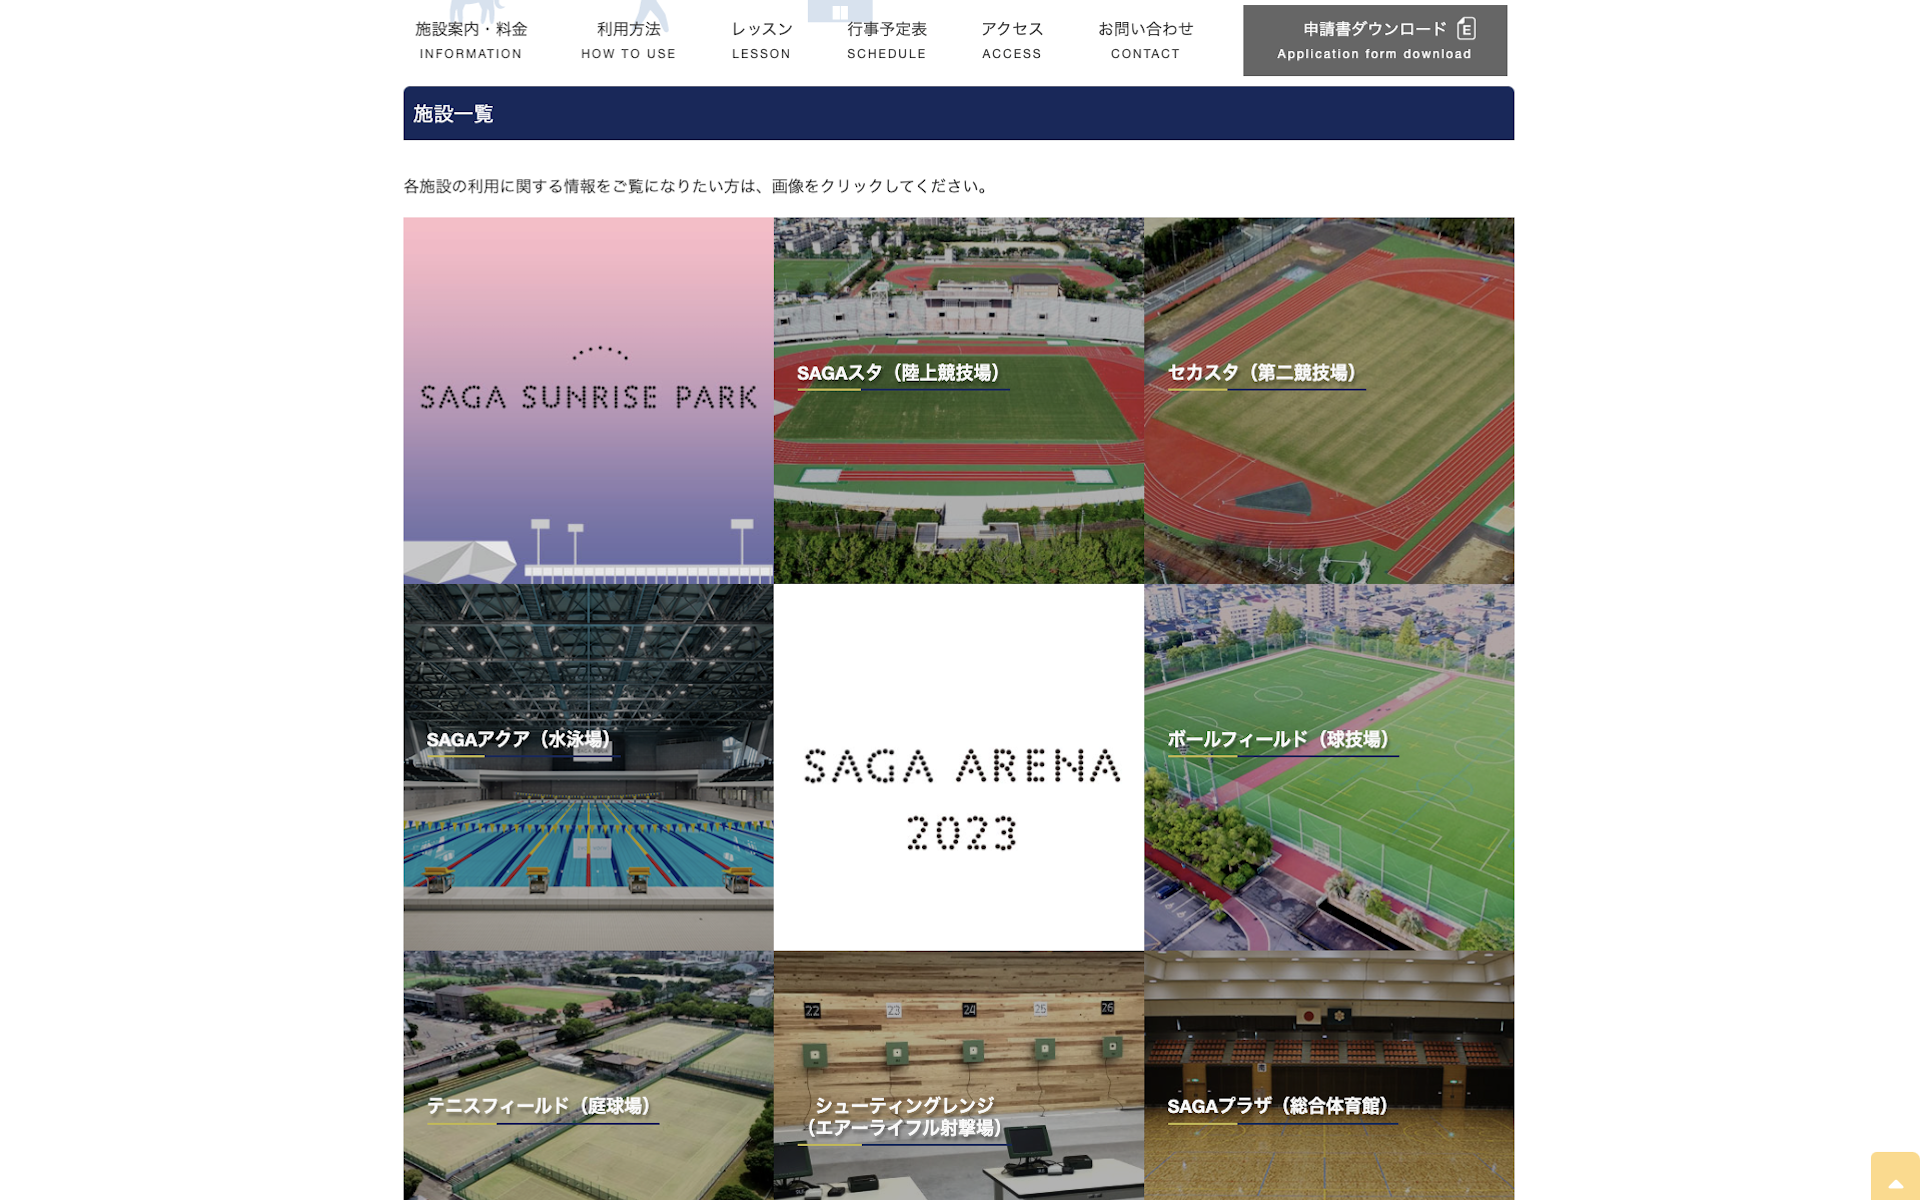 施設案内・料金
INFORMATION
利用方法
HOW TO USE
レッスン
LESSON
行事予定表
SCHEDULE
アクセス
ACCESS
お問い合わせ
CONTACT
申請書ダウンロード E
Application form download
施設一覧
各施設の利用に関する情報をご覧になりたい方は、画像をクリックしてください。
SAGA SUNRISE PARK
SAGAスタ（陸上競技場）
セカスタ（第二競技場）
SAGAアクア（水泳場）
SAGA ARENA
2023
ボールフィールド（球技場）
テニスフィールド（庭球場）
22
23
24
25
26
シューティングレンジ
（エアーライフル射撃場）
SAGAプラザ（総合体育館）